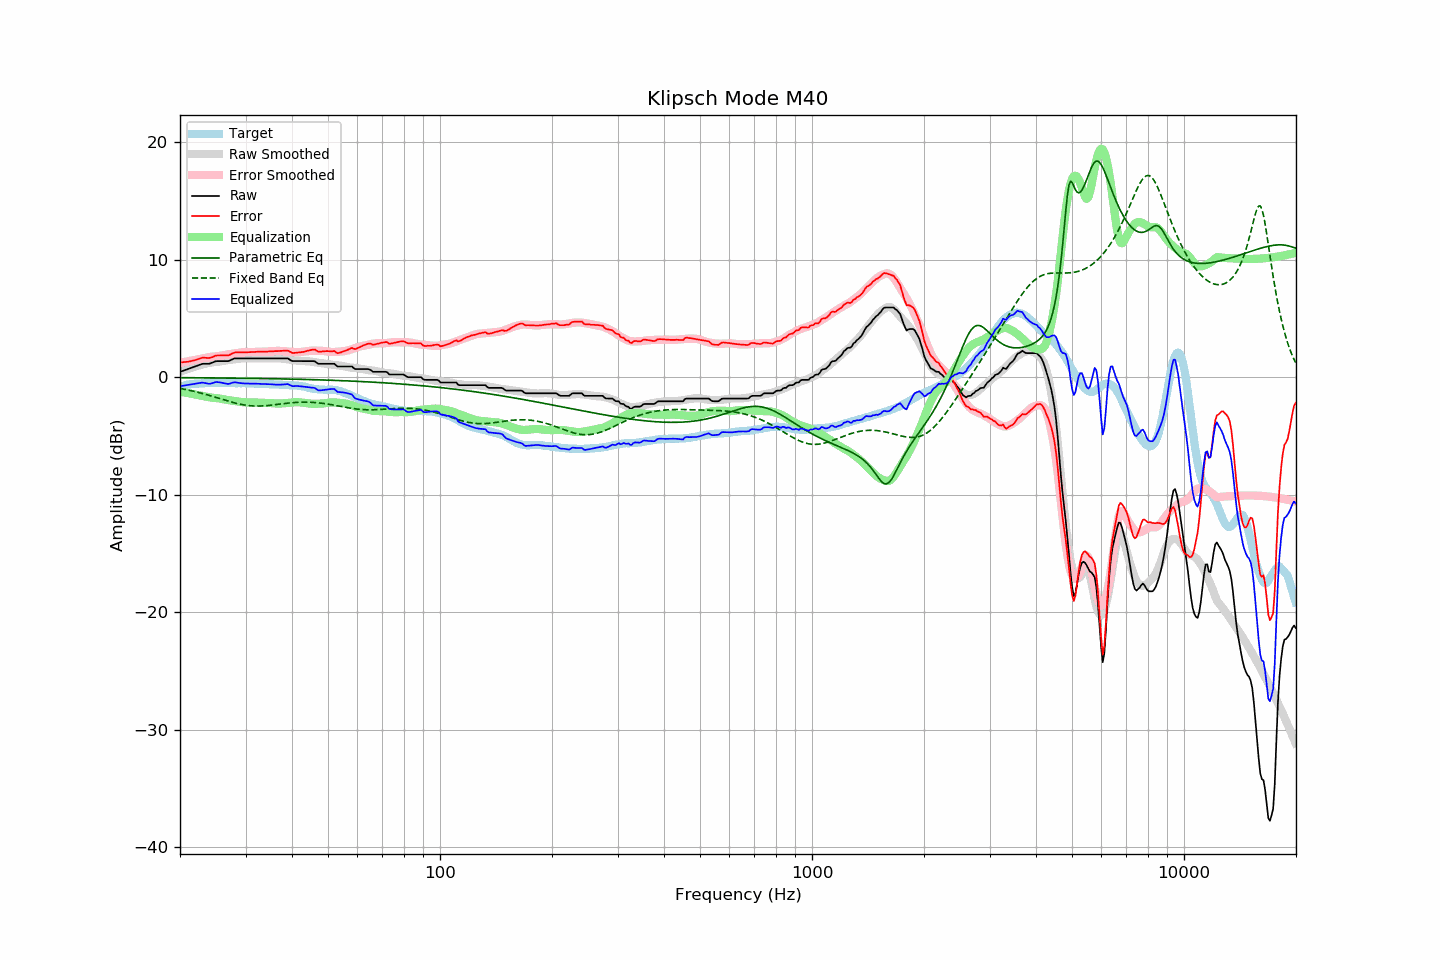 Klipsch Mode M40
Target
Raw Smoothed
Error Smoothed
Raw
Error
Equalization
Parametric Eq
Fixed Band Eq
Equalized
20
10
0
−10
−20
−30
−40
Amplitude (dBr)
100
1000
10000
Frequency (Hz)